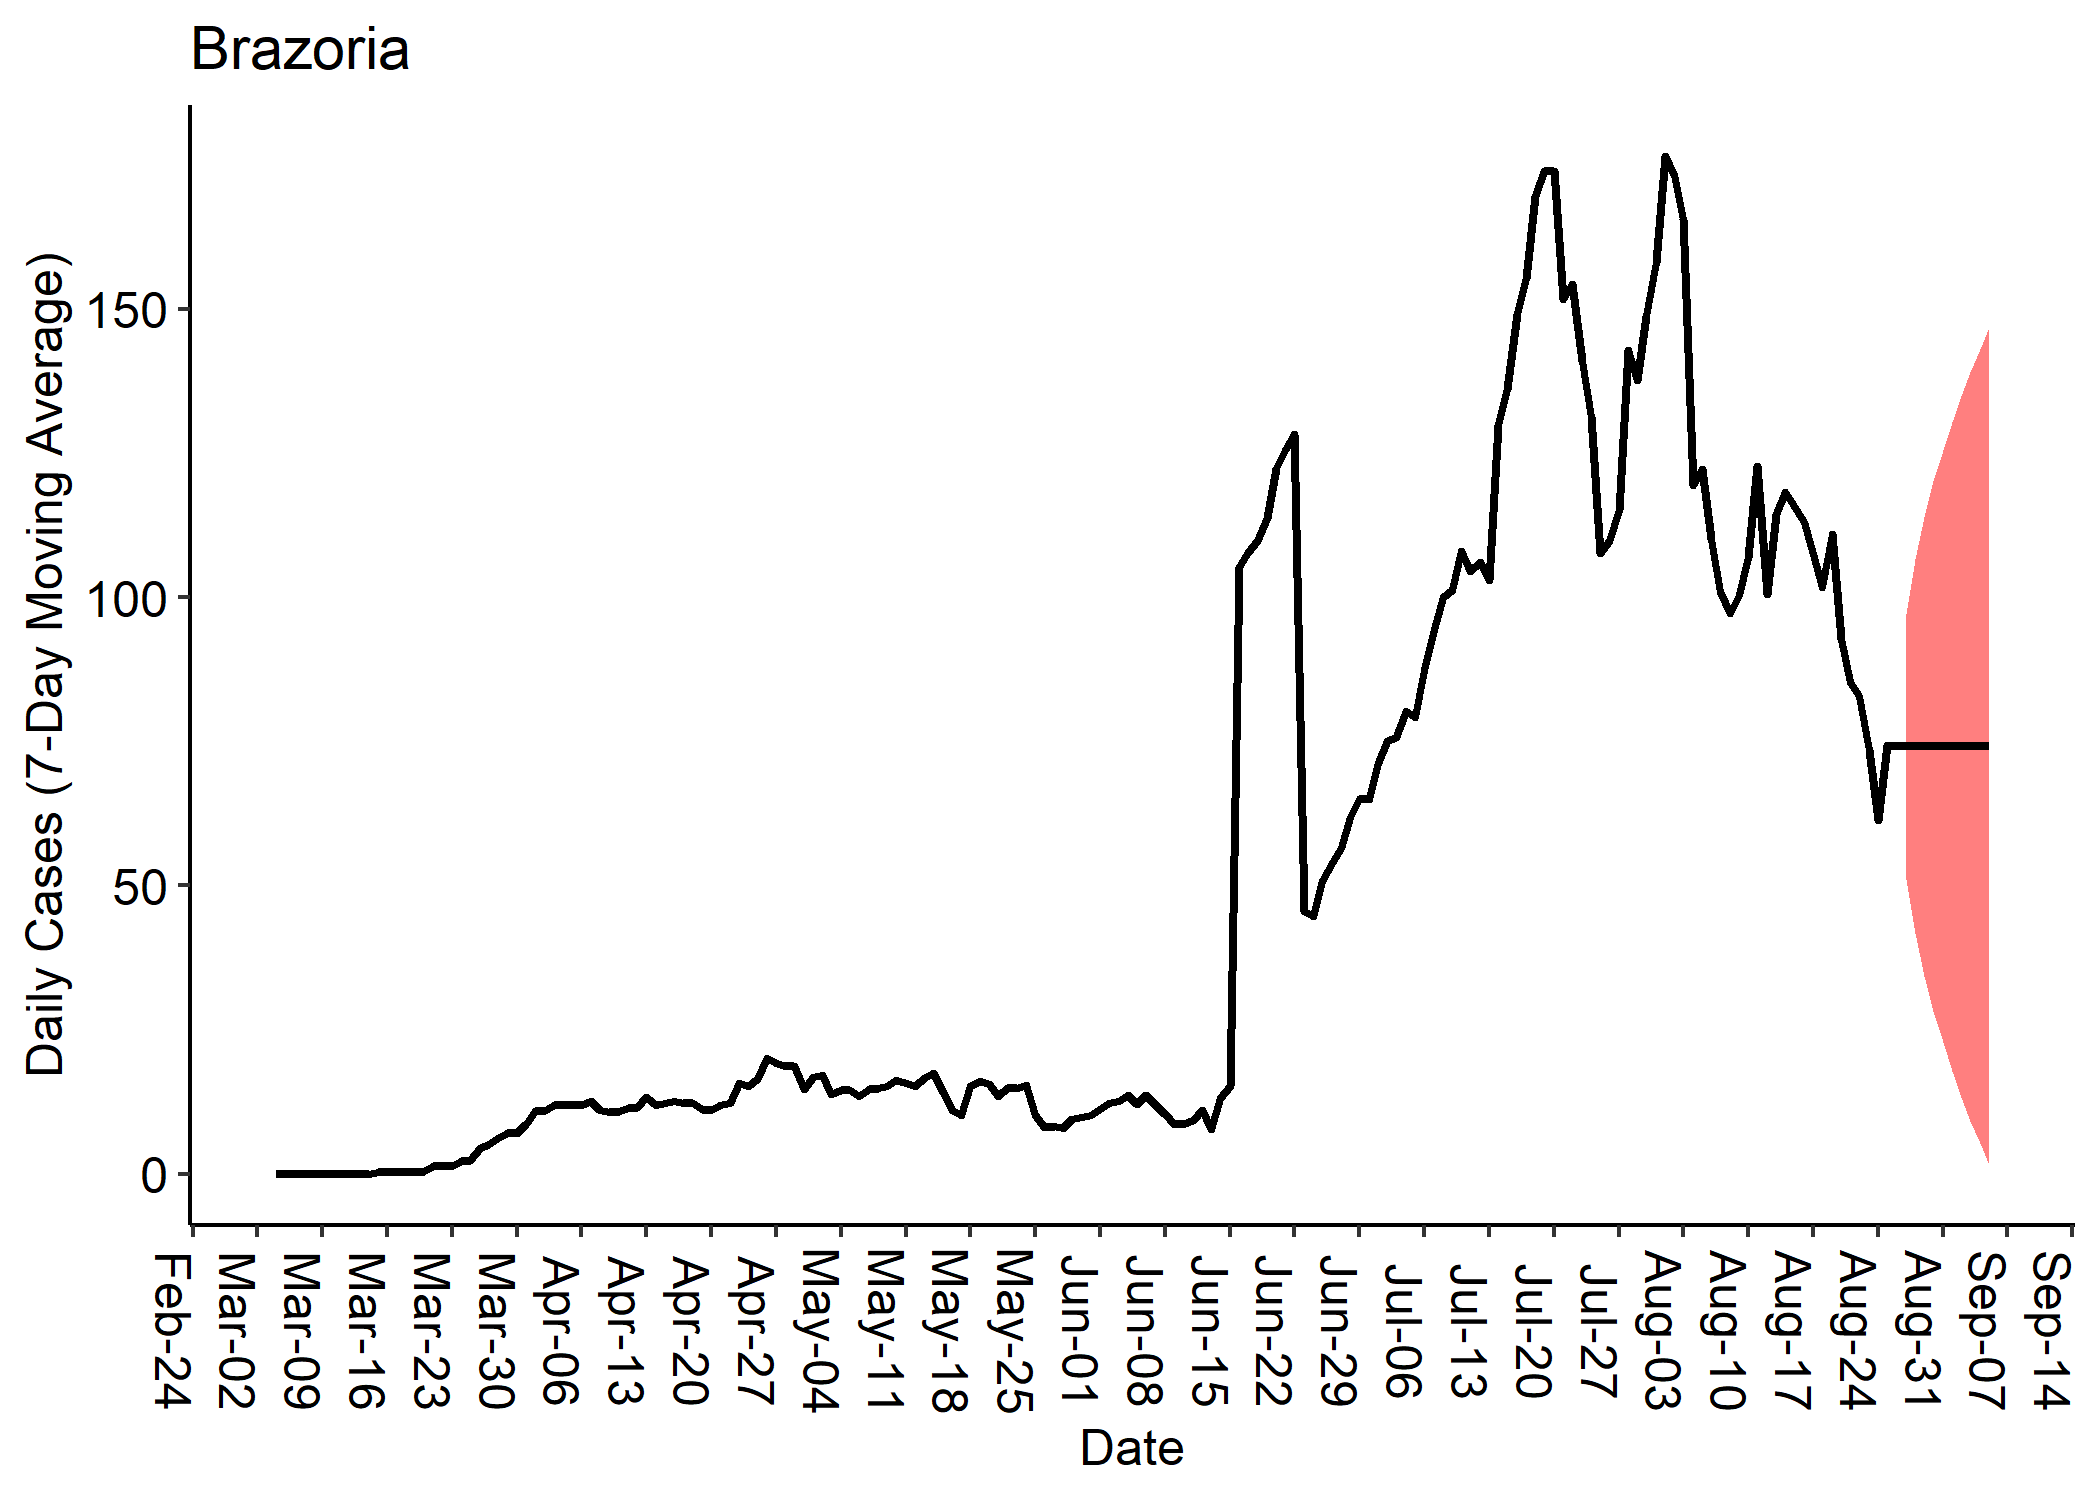 Brazoria
Daily Cases (7-Day Moving Average)
150
100
50
0
Feb-24
Mar-02
Mar-09
Mar-16
Mar-23
Mar-30
Apr-06
Apr-13
Apr-20
Apr-27
May-04
May-11
May-18
May-25
Jun-01
Jun-08
Jun-15
Jun-22
Jun-29
Jul-06
Jul-13
Jul-20
Jul-27
Aug-03
Aug-10
Aug-17
Aug-24
Aug-31
Sep-07
Sep-14
Date